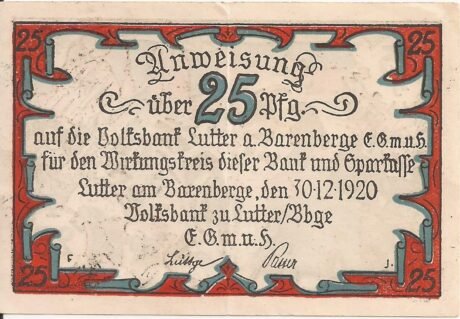 25 25
Anweisung
über 25 Pfg.
auf die Volksbank Lutter a. Barenberge E.G.m.u.H.
für den Wirkungskreis dieser Bank und Sparkasse
Lutter am Barenberge, den 30.12.1920
Volksbank zu Lutter/Bbge
E.G.m.u.H.
F J.
25 25